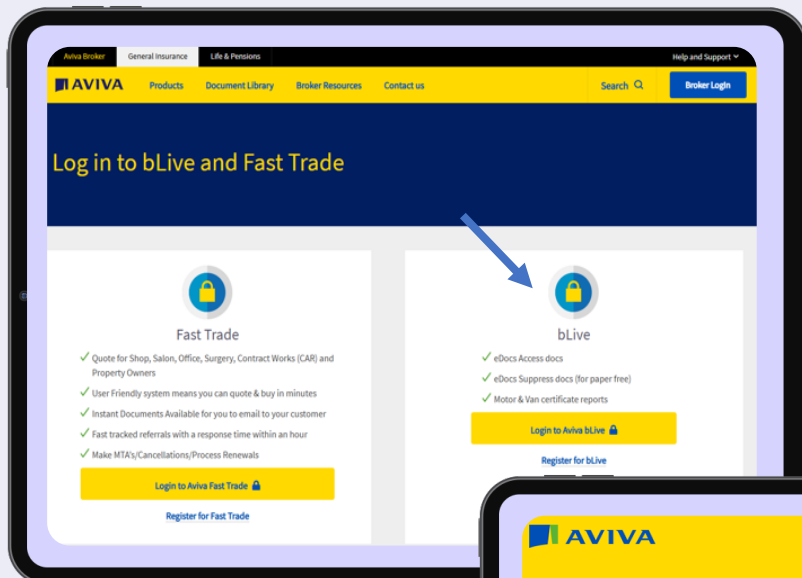 Aviva Broker General Insurance Life & Pensions Help and Support
AVIVA Products Document Library Broker Resources Contact us Search Broker Login
Log in to bLive and Fast Trade
Fast Trade
Quote for Shop, Salon, Office, Surgery, Contract Works (CAR) and
Property Owners
User Friendly system means you can quote & buy in minutes
Instant Documents Available for you to email to your customer
Fast tracked referrals with a response time within an hour
Make MTA's/Cancellations/Process Renewals
Login to Aviva Fast Trade
Register for Fast Trade
bLive
eDocs Access docs
eDocs Suppress docs (for paper free)
Motor & Van certificate reports
Login to Aviva bLive
Register for bLive
AVIVA